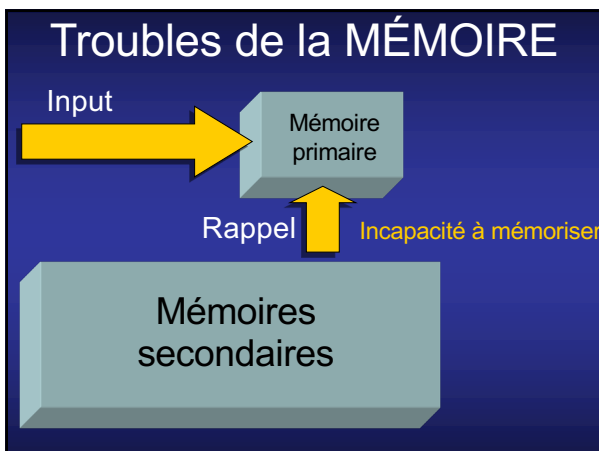 Troubles de la MÉMOIRE
Input
Mémoire
primaire
Rappel
Incapacité à mémoriser
Mémoires
secondaires